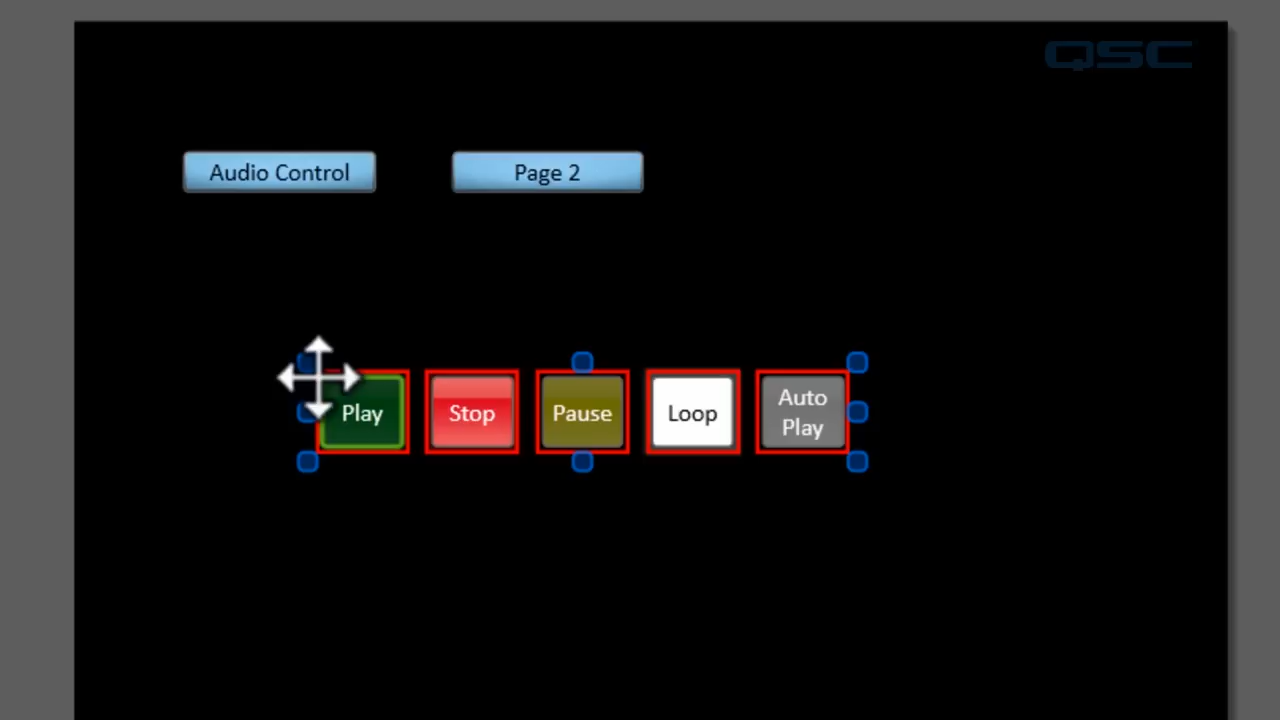 QSC
Audio Control
Page 2
Play
Stop
Pause
Loop
Auto
Play